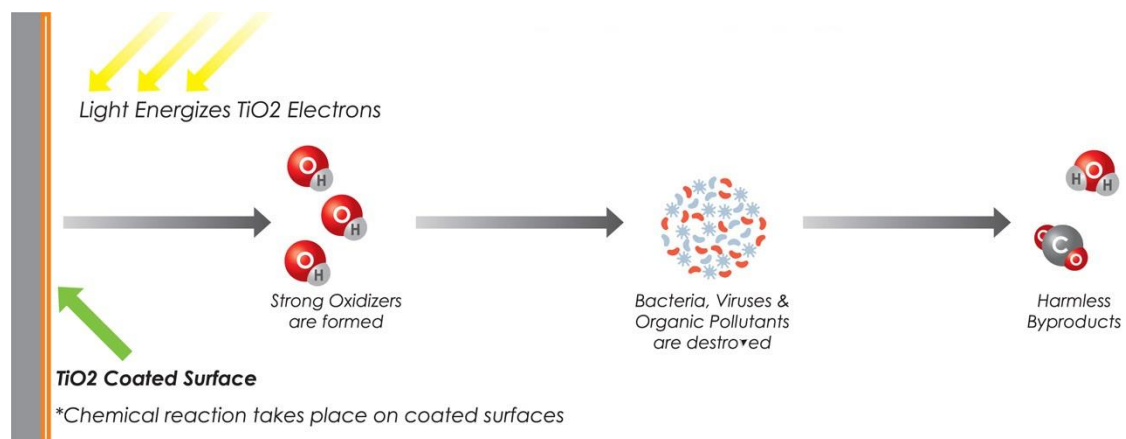 Light Energizes TiO2 Electrons
O
H
O
H
O
H
Strong Oxidizers
are formed
Bacteria, Viruses &
Organic Pollutants
are destroyed
O
H
H
O
C
O
Harmless
Byproducts
TiO2 Coated Surface
*Chemical reaction takes place on coated surfaces